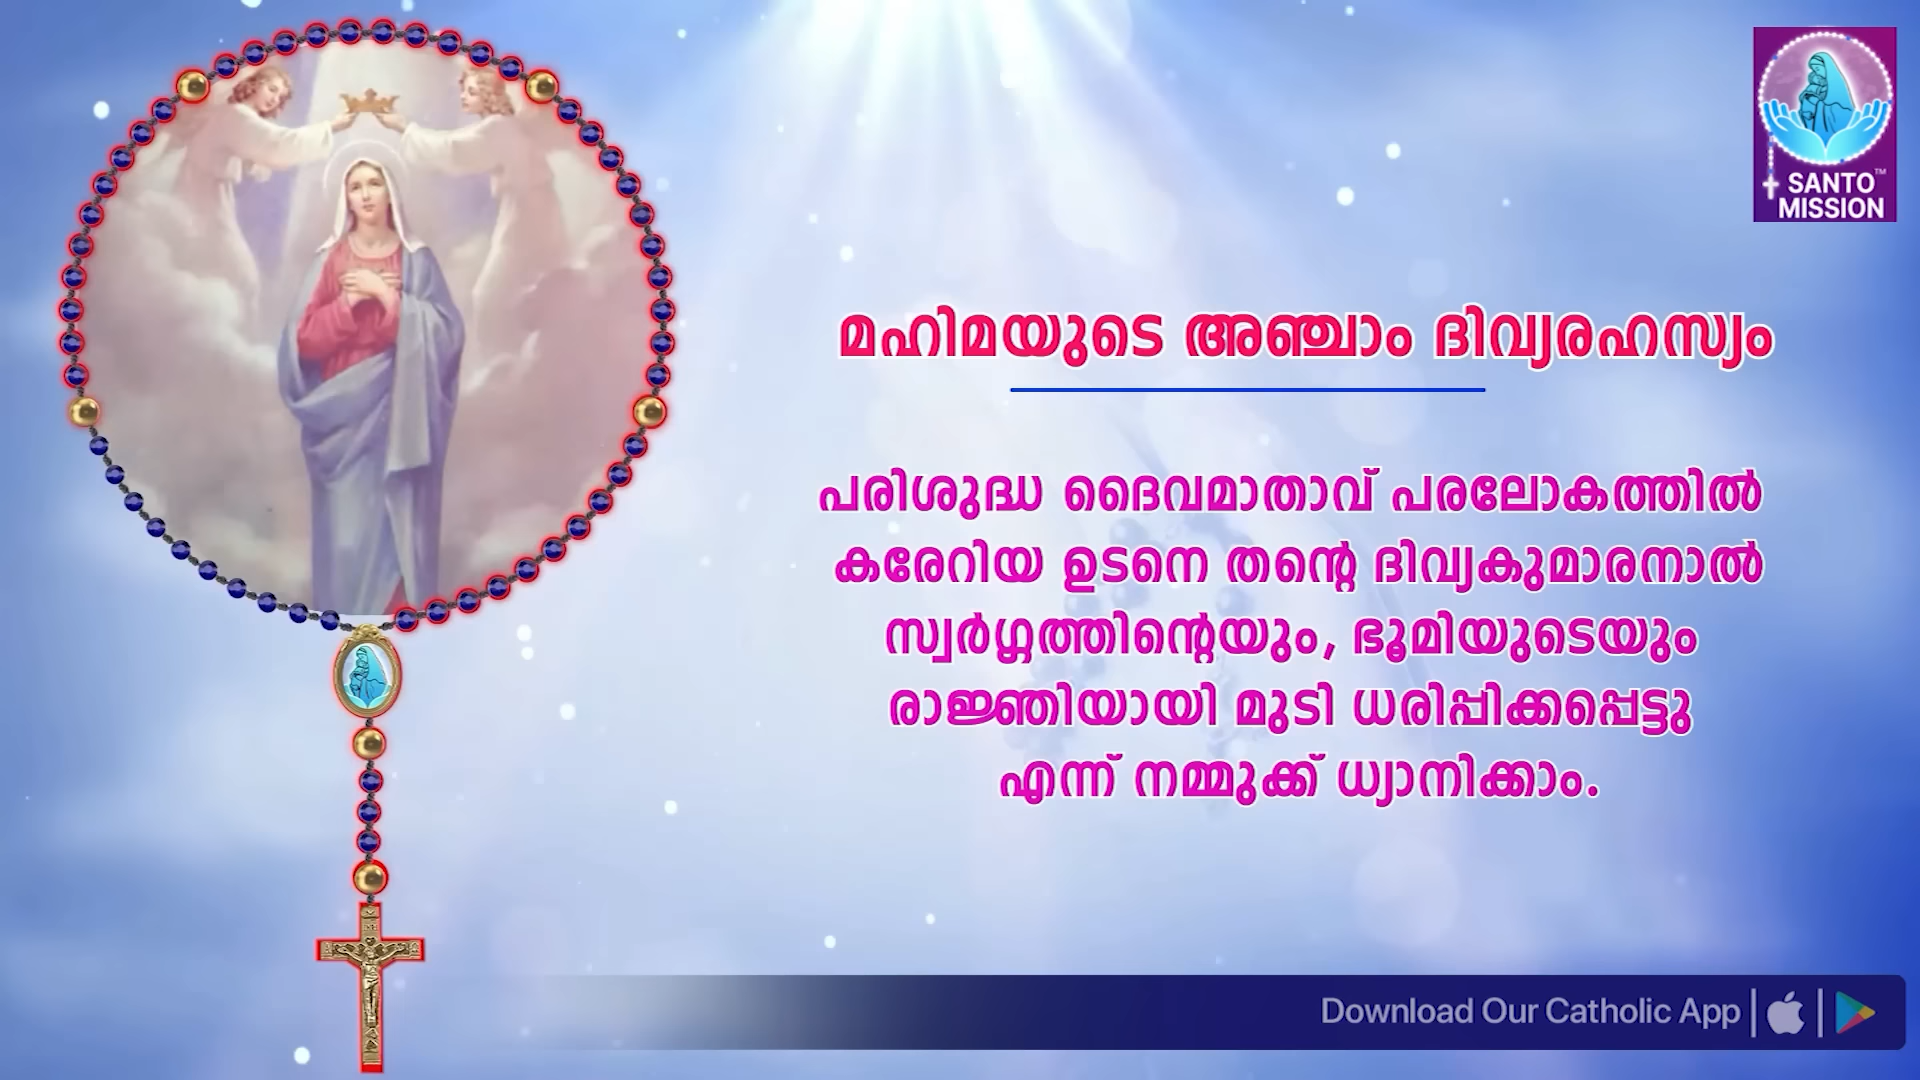 SANTO™
MISSION
മഹിമയുടെ അഞ്ചാം ദിവ്യരഹസ്യം
പരിശുദ്ധ ദൈവമാതാവ് പരലോകത്തിൽ
കരേറിയ ഉടനെ തന്റെ ദിവ്യകുമാരനാൽ
സ്വർഗ്ഗത്തിന്റെയും, ഭൂമിയുടെയും
രാജ്ഞിയായി മുടി ധരിപ്പിക്കപ്പെട്ടു
എന്ന് നമ്മുക്ക് ധ്യാനിക്കാം.
Download Our Catholic App